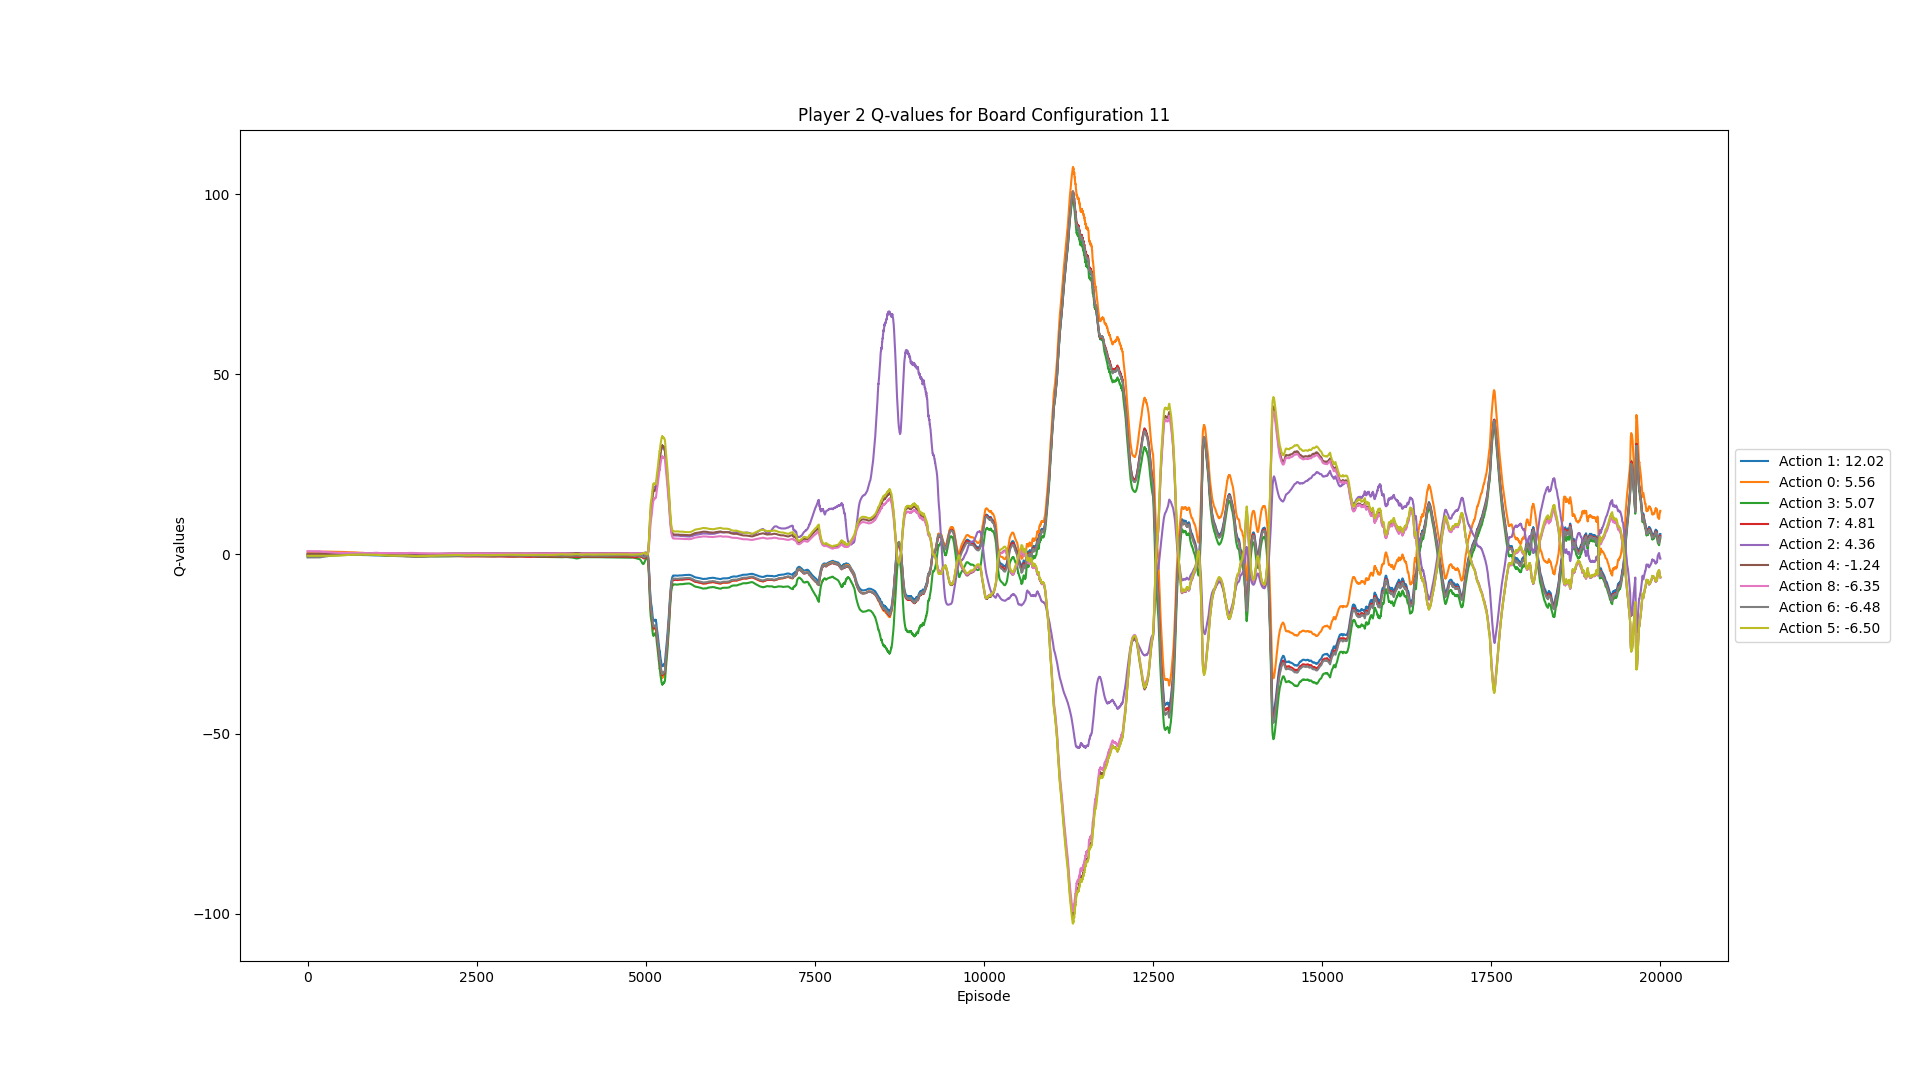 Player 2 Q-values for Board Configuration 11
100
50
0
−50
−100
Q-values
0
2500
5000
7500
10000
12500
15000
17500
20000
Episode
Action 1: 12.02
Action 0: 5.56
Action 3: 5.07
Action 7: 4.81
Action 2: 4.36
Action 4: -1.24
Action 8: -6.35
Action 6: -6.48
Action 5: -6.50